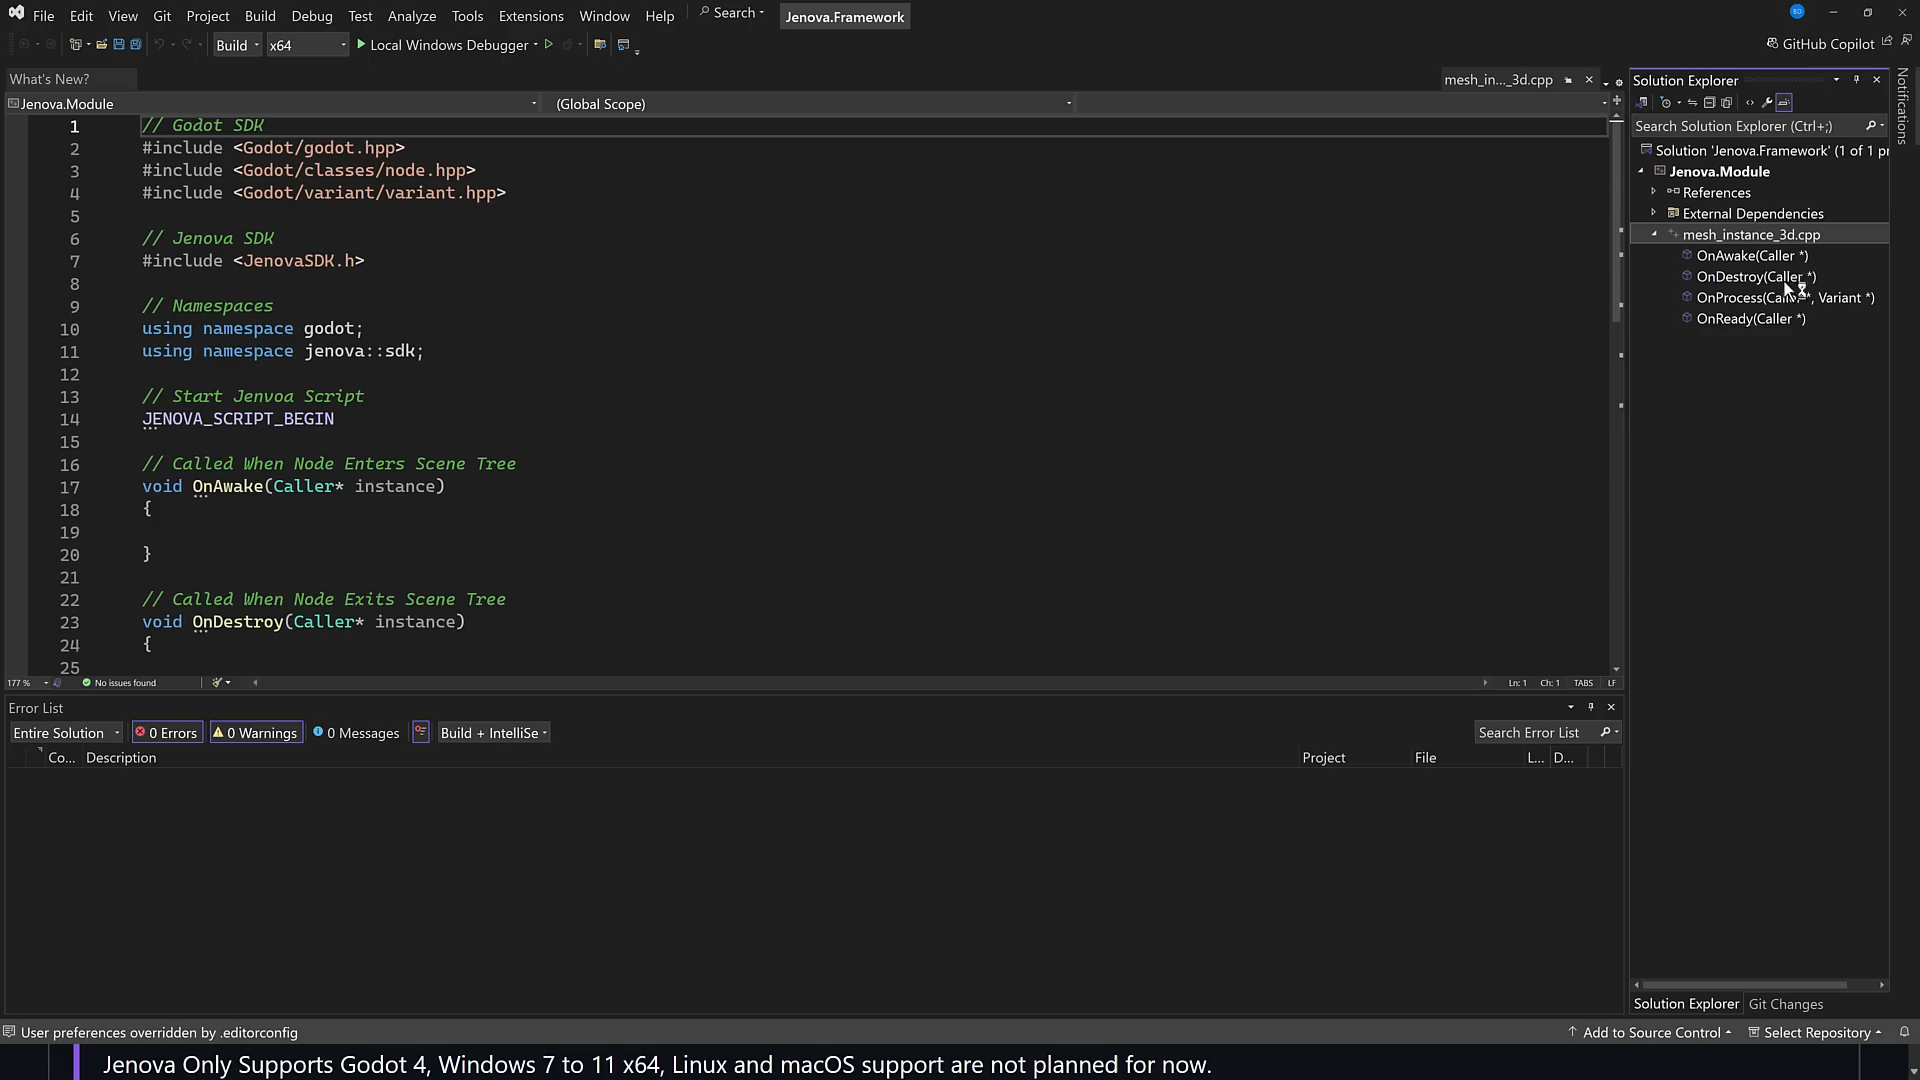 File Edit View Git Project Build Debug Test Analyze Tools Extensions Window Help Search Jenova.Framework BD
Build x64 Local Windows Debugger GitHub Copilot
What's New? mesh_in..._3d.cpp
Jenova.Module (Global Scope)
1 // Godot SDK
2 #include <Godot/godot.hpp>
3 #include <Godot/classes/node.hpp>
4 #include <Godot/variant/variant.hpp>
5
6 // Jenova SDK
7 #include <JenovaSDK.h>
8
9 // Namespaces
10 using namespace godot;
11 using namespace jenova::sdk;
12
13 // Start Jenvoa Script
14 JENOVA_SCRIPT_BEGIN
15
16 // Called When Node Enters Scene Tree
17 void OnAwake(Caller* instance)
18 {
19
20 }
21
22 // Called When Node Exits Scene Tree
23 void OnDestroy(Caller* instance)
24 {
25
177 % No issues found Ln: 1 Ch: 1 TABS LF
Error List
Entire Solution 0 Errors 0 Warnings 0 Messages Build + IntelliSe Search Error List
Co... Description Project File L... D...
Solution Explorer
Search Solution Explorer (Ctrl+;)
Solution 'Jenova.Framework' (1 of 1 pr
Jenova.Module
References
External Dependencies
mesh_instance_3d.cpp
OnAwake(Caller *)
OnDestroy(Caller *)
OnProcess(Caller *, Variant *)
OnReady(Caller *)
Solution Explorer Git Changes
Notifications
User preferences overridden by .editorconfig Add to Source Control Select Repository
Jenova Only Supports Godot 4, Windows 7 to 11 x64, Linux and macOS support are not planned for now.